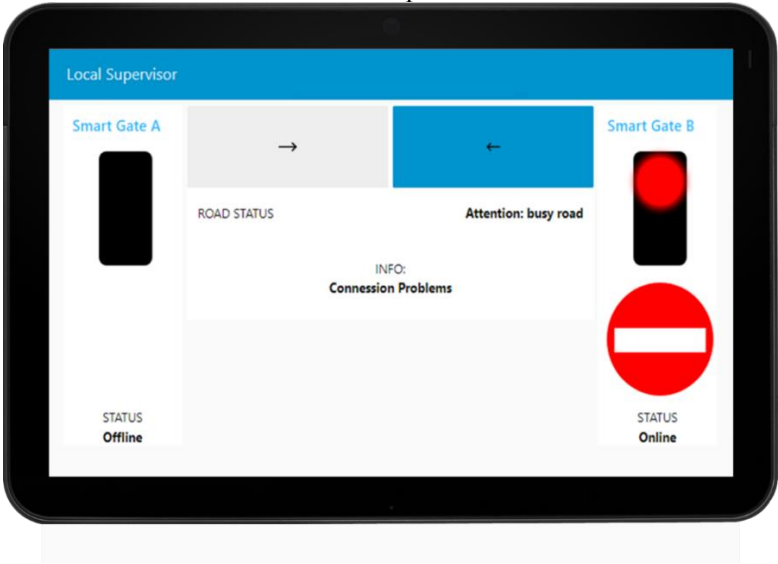 Local Supervisor
Smart Gate A
→
←
Smart Gate B
ROAD STATUS
Attention: busy road
INFO:
Connession Problems
STATUS
Offline
STATUS
Online